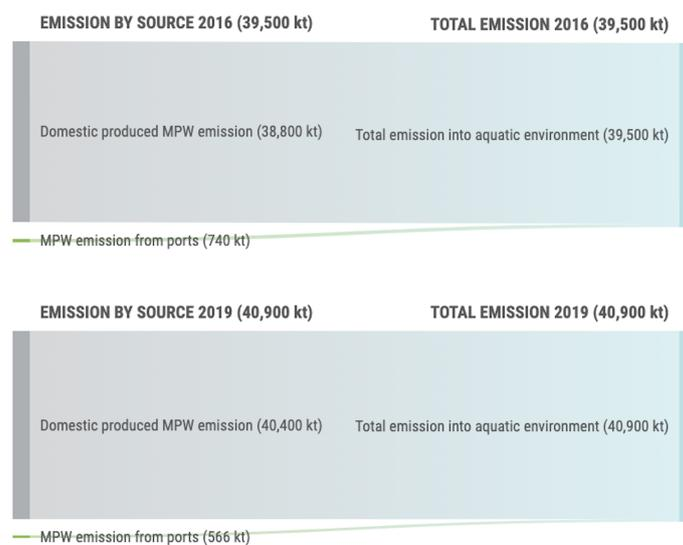 EMISSION BY SOURCE 2016 (39,500 kt)
TOTAL EMISSION 2016 (39,500 kt)
Domestic produced MPW emission (38,800 kt)
Total emission into aquatic environment (39,500 kt)
MPW emission from ports (740 kt)
EMISSION BY SOURCE 2019 (40,900 kt)
TOTAL EMISSION 2019 (40,900 kt)
Domestic produced MPW emission (40,400 kt)
Total emission into aquatic environment (40,900 kt)
MPW emission from ports (566 kt)